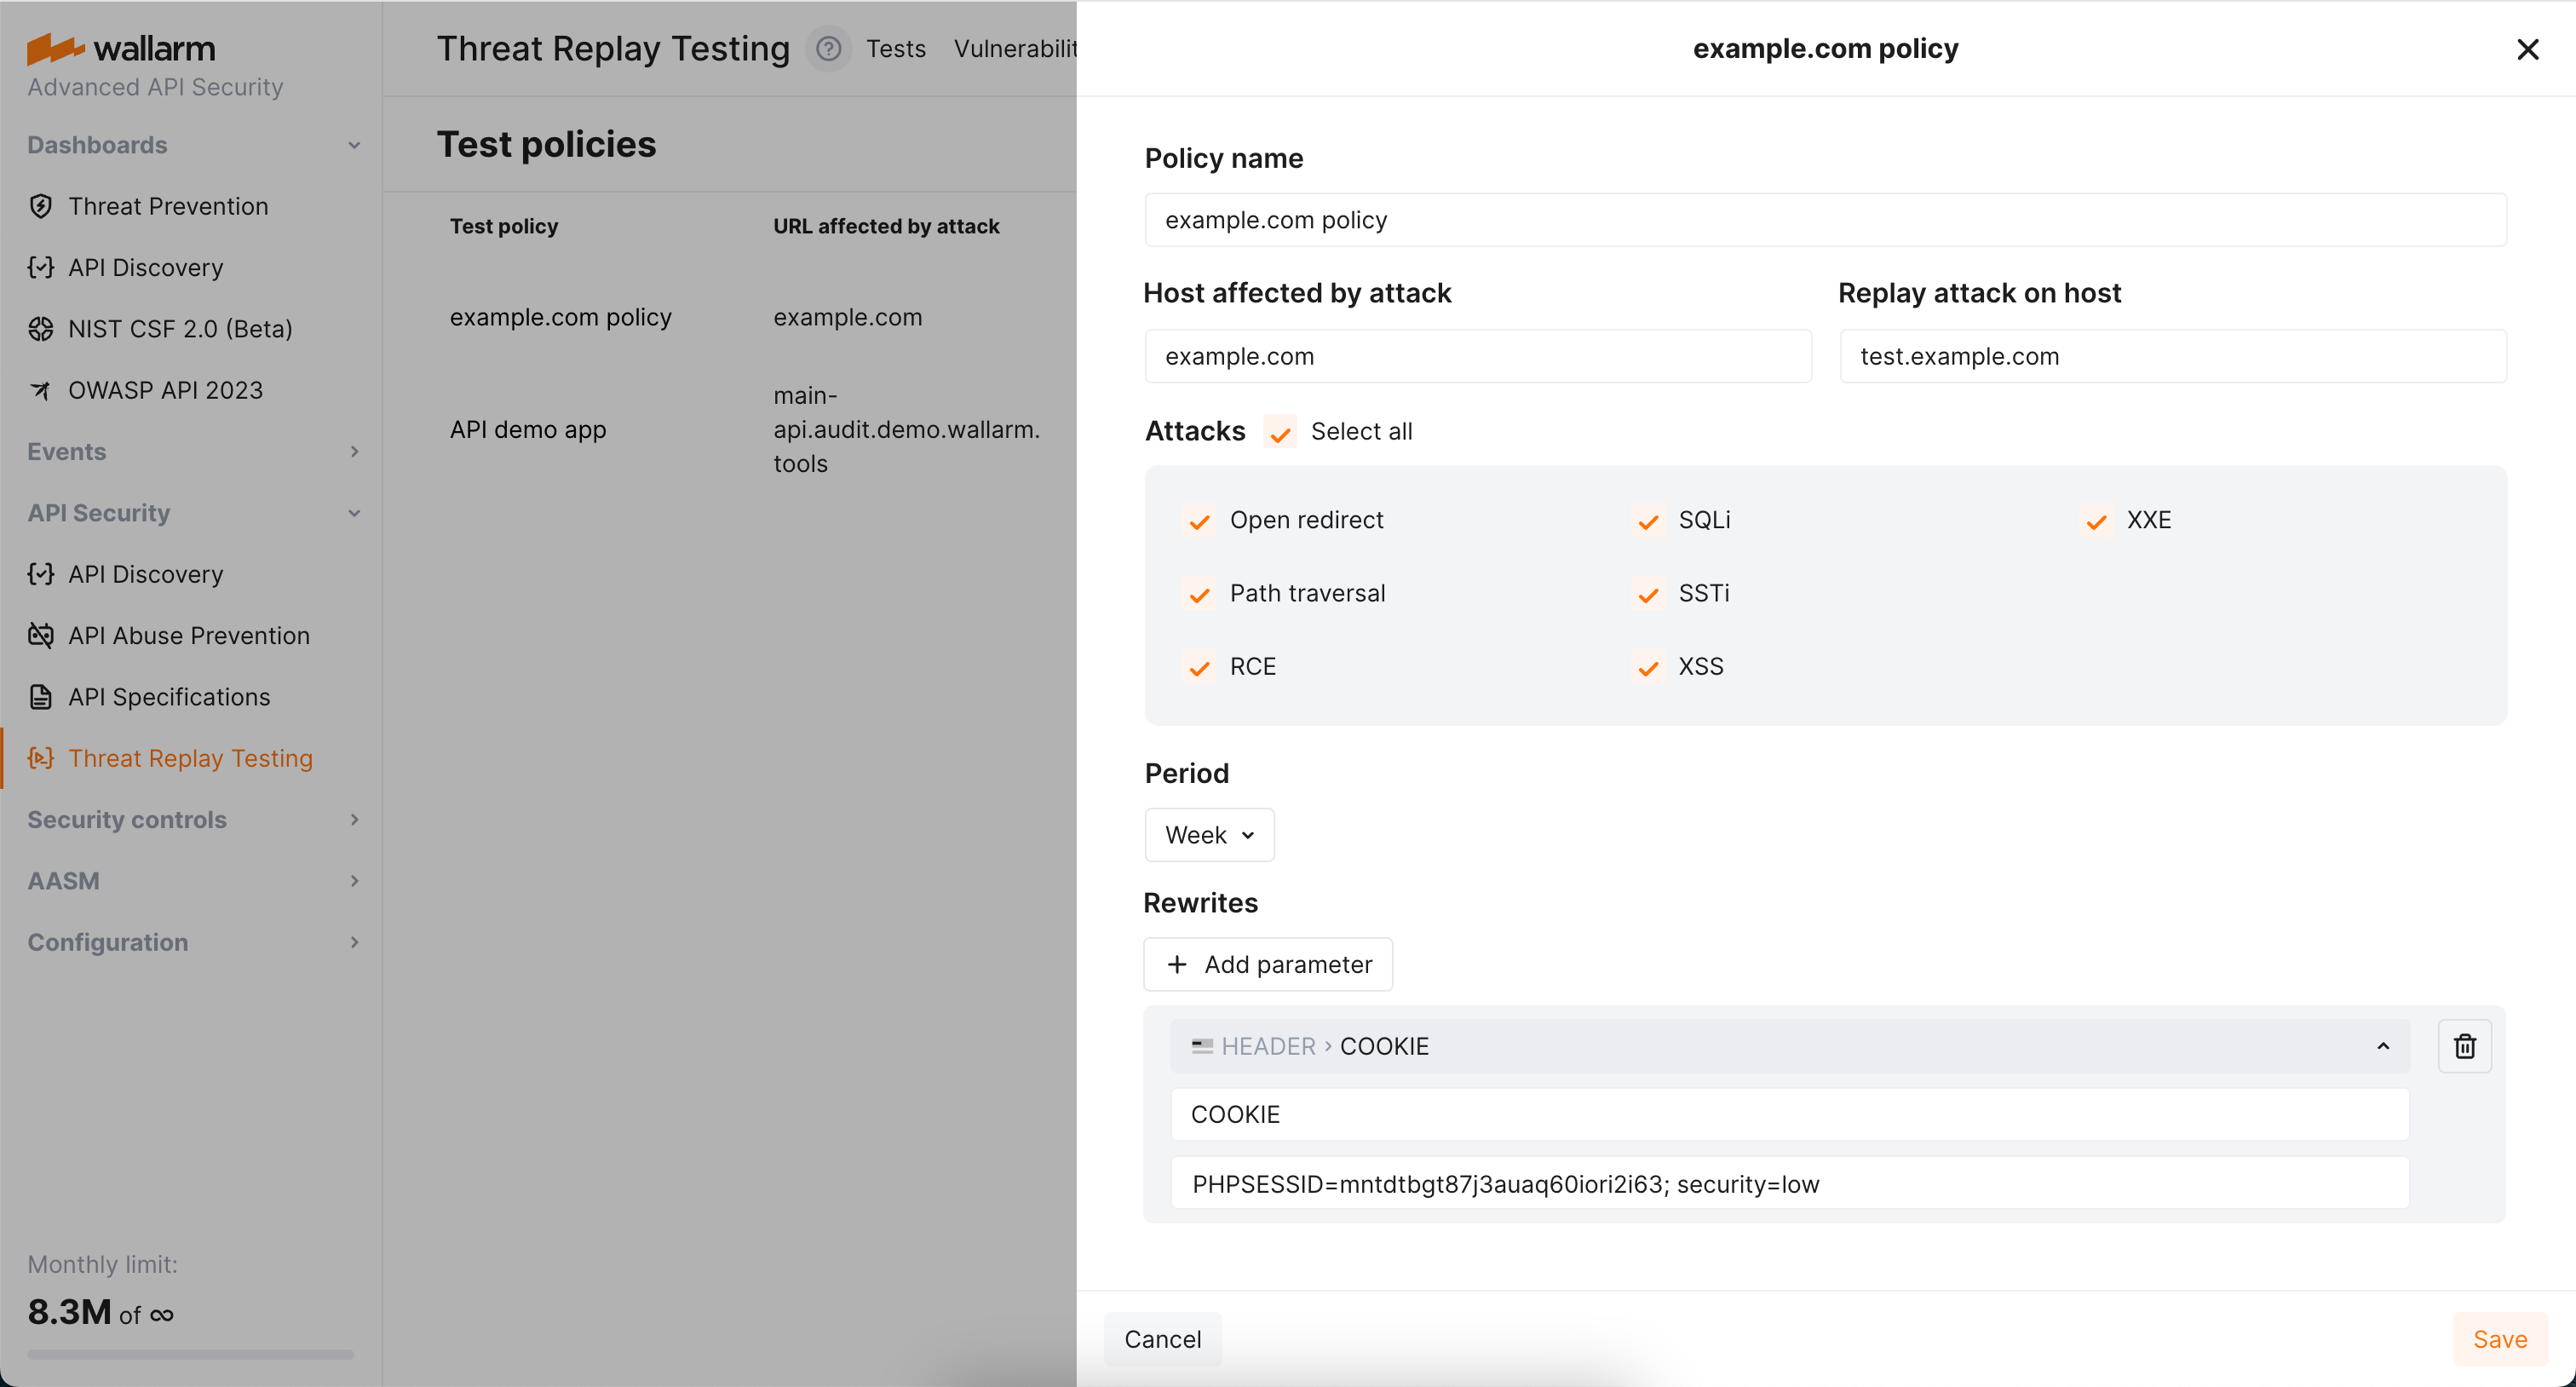 wallarm
Advanced API Security
Dashboards
Threat Prevention
API Discovery
NIST CSF 2.0 (Beta)
OWASP API 2023
Events
API Security
API Discovery
API Abuse Prevention
API Specifications
Threat Replay Testing
Security controls
AASM
Configuration
Monthly limit:
8.3M of ∞
Threat Replay Testing ? Tests Vulnerabilit
Test policies
Test policy URL affected by attack
example.com policy example.com
API demo app main-
api.audit.demo.wallarm.
tools
example.com policy
Policy name
example.com policy
Host affected by attack Replay attack on host
example.com test.example.com
Attacks Select all
Open redirect SQLi XXE
Path traversal SSTi
RCE XSS
Period
Week
Rewrites
+ Add parameter
HEADER › COOKIE
COOKIE
PHPSESSID=mntdtbgt87j3auaq60iori2i63; security=low
Cancel Save